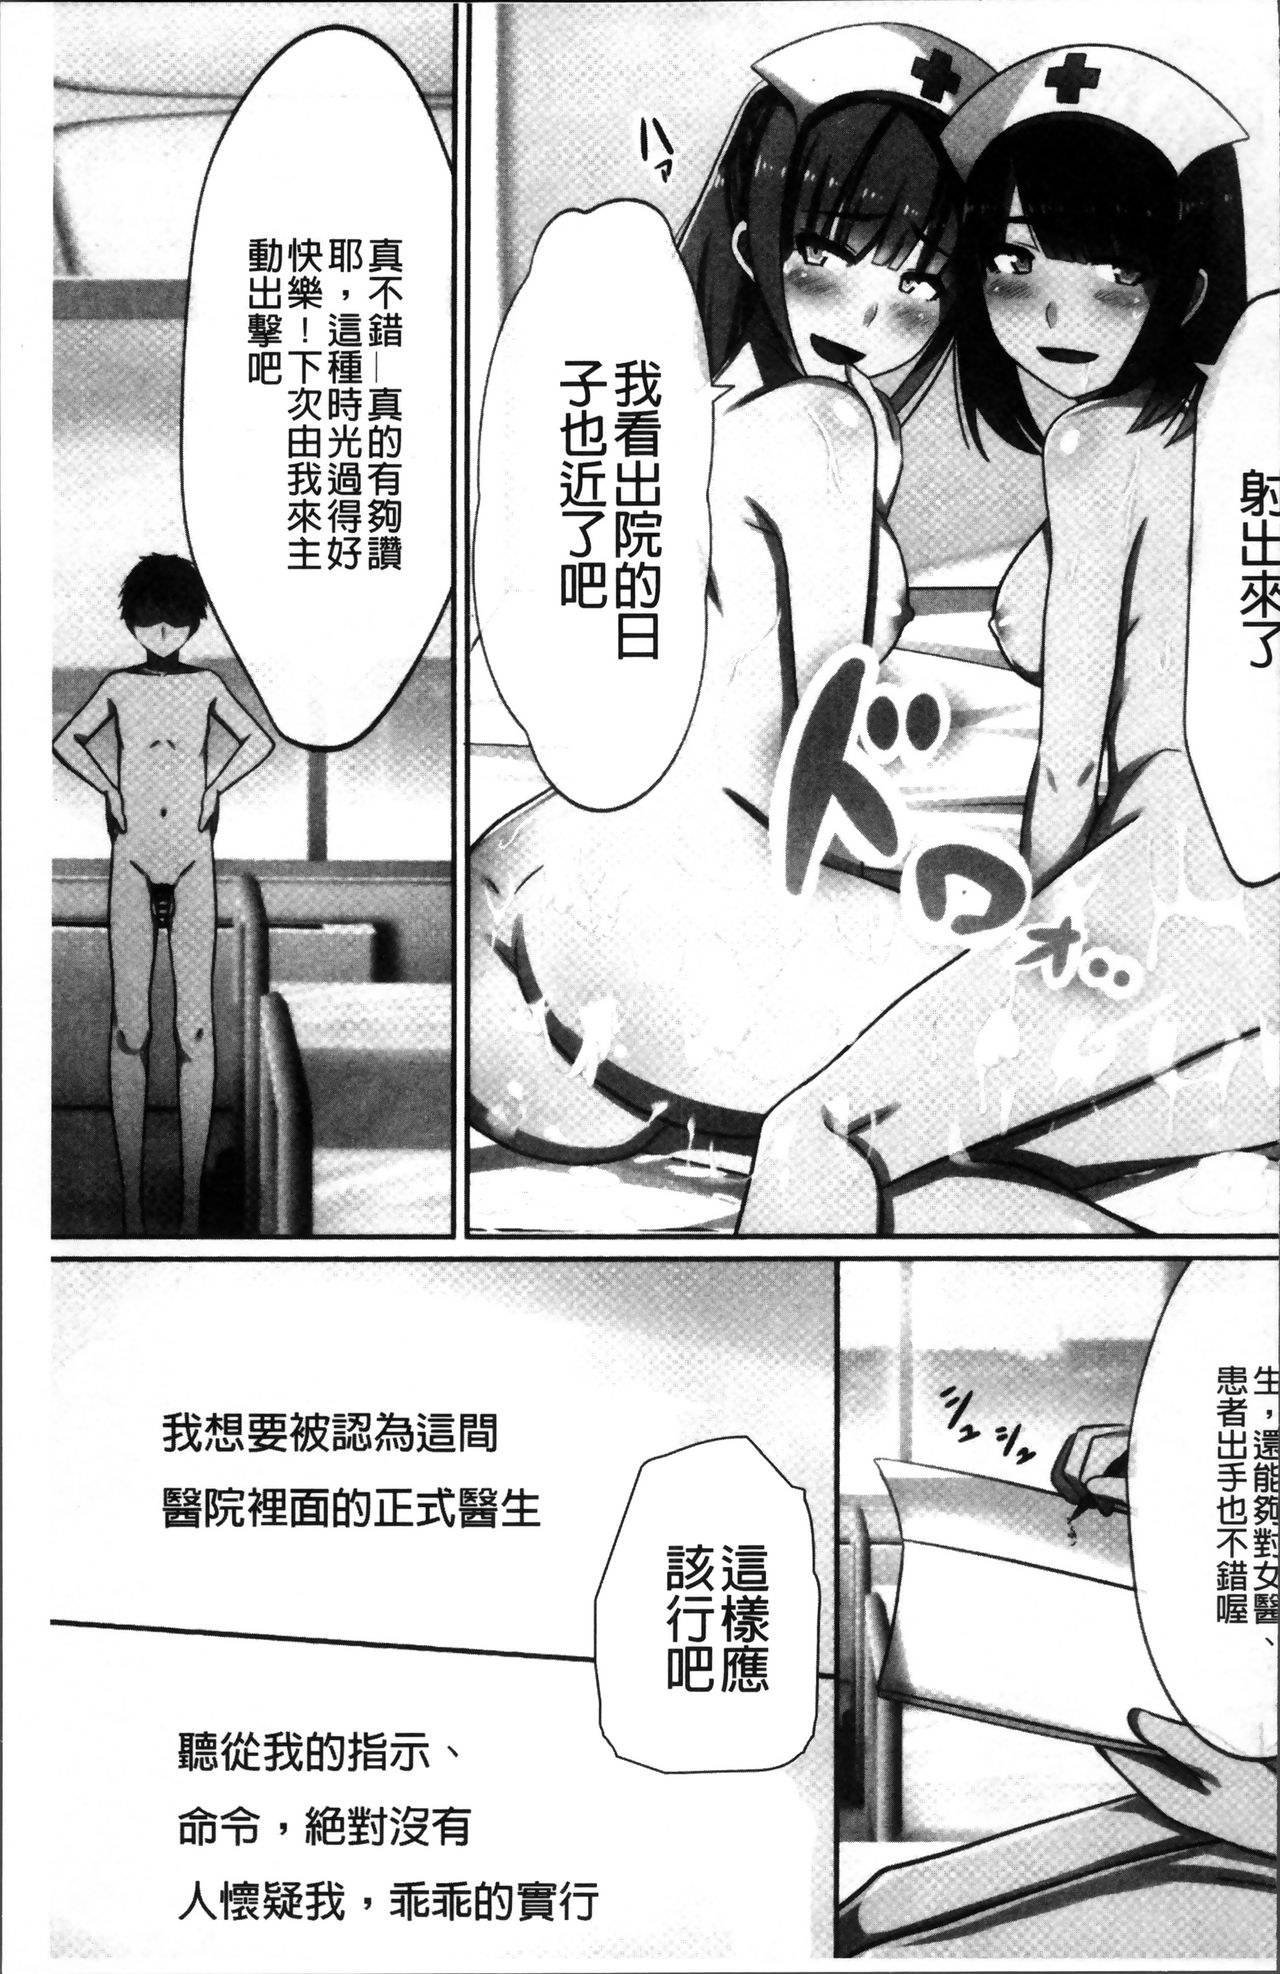 射出來了
ハァ
我看出院的日
子也近了吧
ドロォ
真不錯—真的有夠讚
耶，這種時光過得好
快樂！下次由我來主
動出擊吧
生，還能夠對女醫、
患者出手也不錯喔
シュッ
シュッ
這樣應
該行吧
我想要被認為這間
醫院裡面的正式醫生
聽從我的指示、
命令，絕對沒有
人懷疑我，乖乖的實行